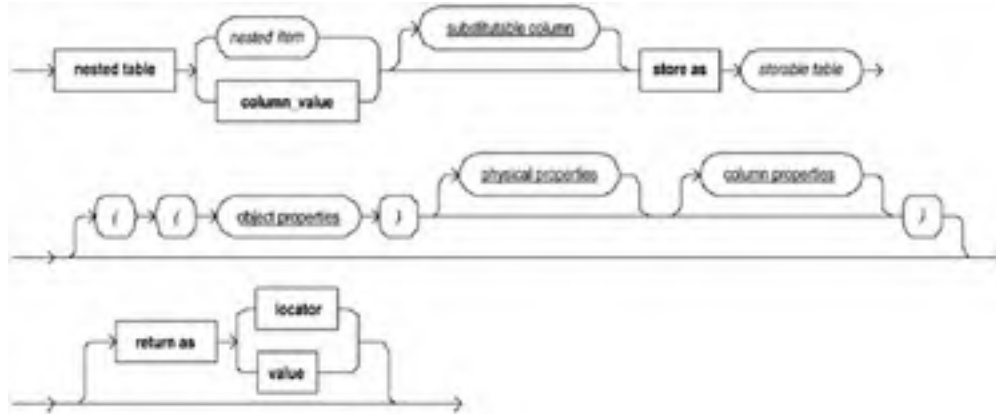 nested item substitutable column
nested table store as storable table
column_value
physical properties column properties
( ( object properties ) )
locator
return as
value